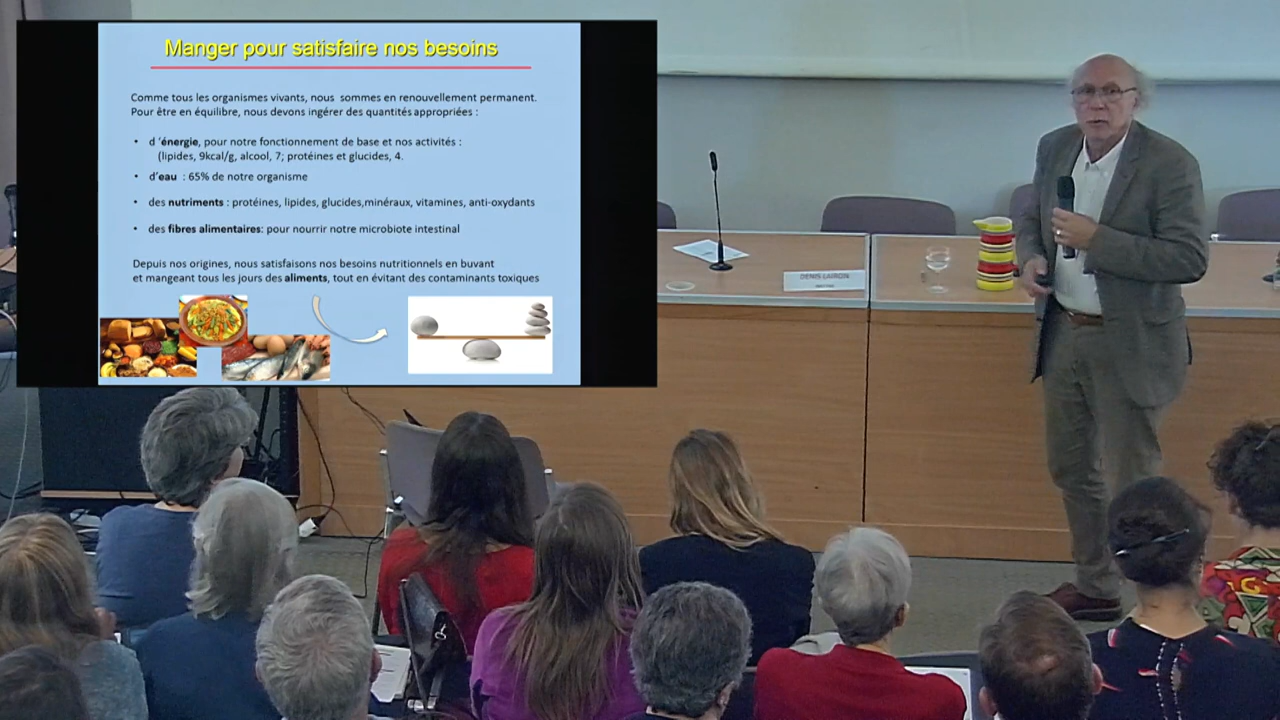 Manger pour satisfaire nos besoins
Comme tous les organismes vivants, nous sommes en renouvellement permanent.
Pour être en équilibre, nous devons ingérer des quantités appropriées :
• d 'énergie, pour notre fonctionnement de base et nos activités :
(lipides, 9kcal/g, alcool, 7; protéines et glucides, 4.
• d'eau : 65% de notre organisme
• des nutriments : protéines, lipides, glucides,minéraux, vitamines, anti-oxydants
• des fibres alimentaires: pour nourrir notre microbiote intestinal
Depuis nos origines, nous satisfaisons nos besoins nutritionnels en buvant
et mangeant tous les jours des aliments, tout en évitant des contaminants toxiques
DENIS LAIRON